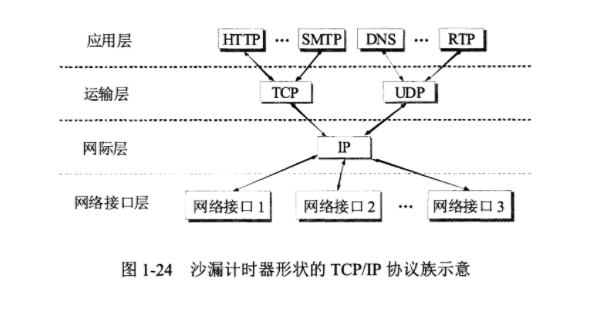 应用层 HTTP … SMTP DNS … RTP
运输层 TCP UDP
网际层 IP
网络接口层 网络接口 1 网络接口 2 … 网络接口 3
图 1-24 沙漏计时器形状的 TCP/IP 协议族示意